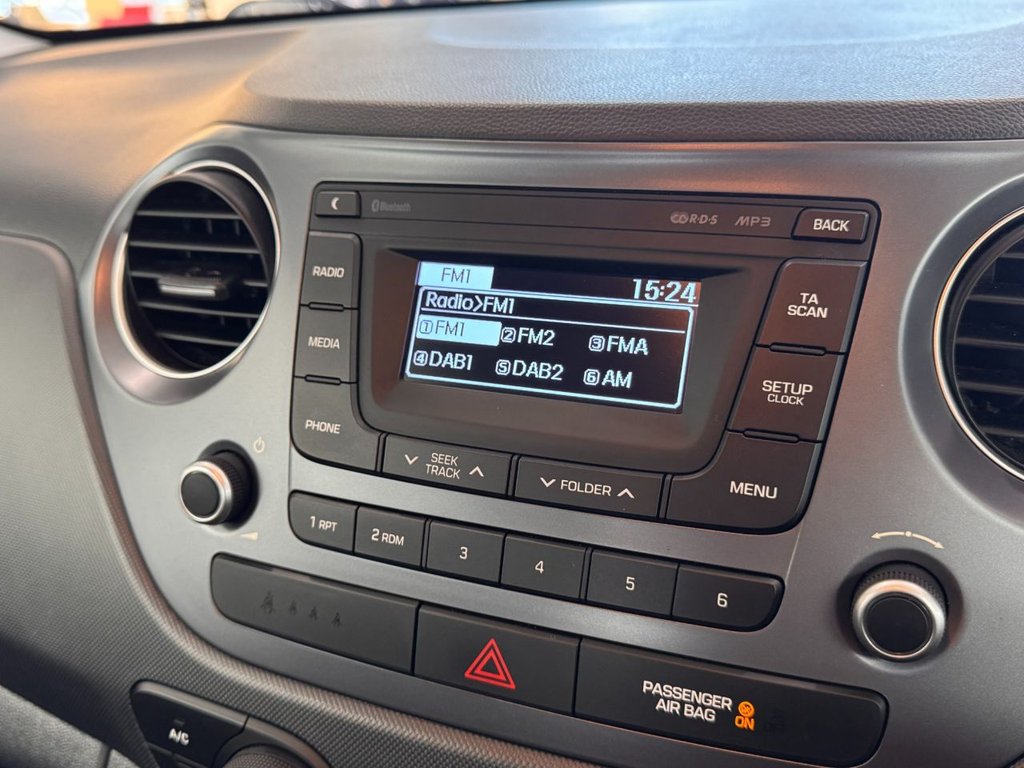 Bluetooth
RDS MP3
BACK
RADIO
MEDIA
PHONE
FM1
15:24
Radio>FM1
①FM1 ②FM2 ③FMA
④DAB1 ⑤DAB2 ⑥AM
TA
SCAN
SETUP
CLOCK
MENU
SEEK
TRACK
FOLDER
1 RPT
2 RDM
3
4
5
6
PASSENGER
AIR BAG
ON
A/C